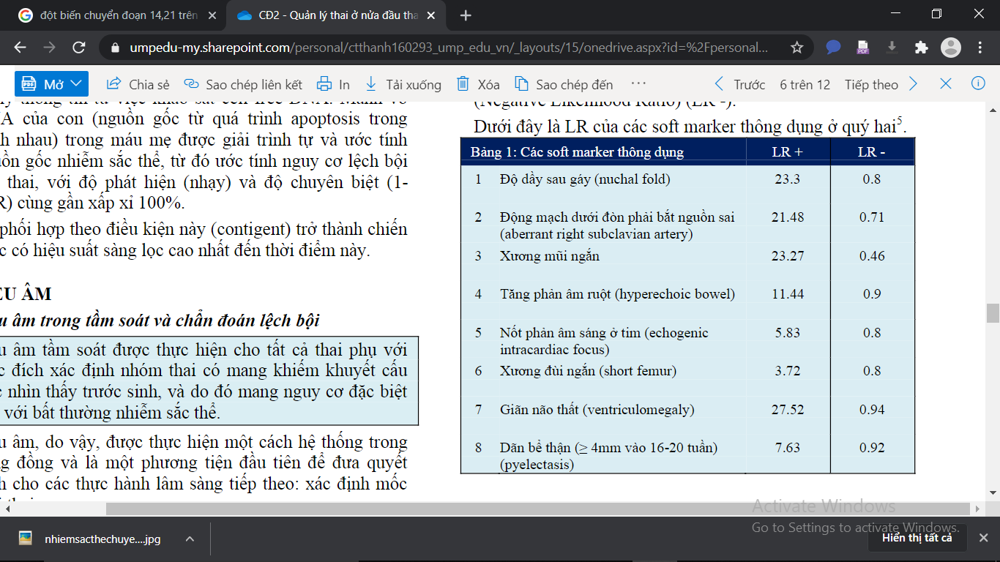 đột biến chuyển đoạn 14,21 trên
CĐ2 - Quản lý thai ở nửa đầu tha
umpedu-my.sharepoint.com/personal/ctthanh160293_ump_edu_vn/_layouts/15/onedrive.aspx?id=%2Fpersonal...
PDF
Mở
Chia sẻ
Sao chép liên kết
In
Tải xuống
Xóa
Sao chép đến
Trước
6 trên 12
Tiếp theo
A của con (nguồn gốc từ quá trình apoptosis trong
h nhau) trong máu mẹ được giải trình tự và ước tính
ồn gốc nhiễm sắc thể, từ đó ước tính nguy cơ lệch bội
thai, với độ phát hiện (nhạy) và độ chuyên biệt (1-
R) cùng gần xấp xỉ 100%.
phối hợp theo điều kiện này (contigent) trở thành chiến
c có hiệu suất sàng lọc cao nhất đến thời điểm này.
ÊU ÂM
u âm trong tầm soát và chẩn đoán lệch bội
u âm tầm soát được thực hiện cho tất cả thai phụ với
c đích xác định nhóm thai có mang khiếm khuyết cấu
c nhìn thấy trước sinh, và do đó mang nguy cơ đặc biệt
với bất thường nhiễm sắc thể.
u âm, do vậy, được thực hiện một cách hệ thống trong
ng đồng và là một phương tiện đầu tiên để đưa quyết
h cho các thực hành lâm sàng tiếp theo: xác định mốc
(Negative Likelihood Ratio) (LR -).
Dưới đây là LR của các soft marker thông dụng ở quý hai5.
Bảng 1: Các soft marker thông dụng LR + LR -
1 Độ dầy sau gáy (nuchal fold) 23.3 0.8
2 Động mạch dưới đòn phải bắt nguồn sai 21.48 0.71
(aberrant right subclavian artery)
3 Xương mũi ngắn 23.27 0.46
4 Tăng phản âm ruột (hyperechoic bowel) 11.44 0.9
5 Nốt phản âm sáng ở tim (echogenic 5.83 0.8
intracardiac focus)
6 Xương đùi ngắn (short femur) 3.72 0.8
7 Giãn não thất (ventriculomegaly) 27.52 0.94
8 Dãn bể thận (≥ 4mm vào 16-20 tuần) 7.63 0.92
(pyelectasis)
Activate Windows
Go to Settings to activate Windows.
nhiemsacthechuye....jpg
Hiển thị tất cả